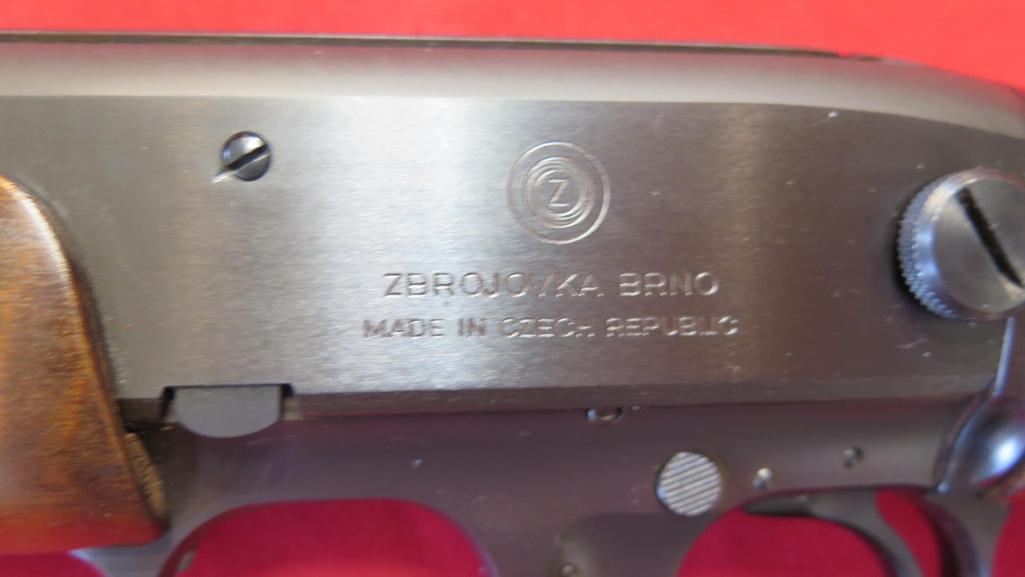 Z
ZBROJOVKA BRNO
MADE IN CZECH REPUBLIC